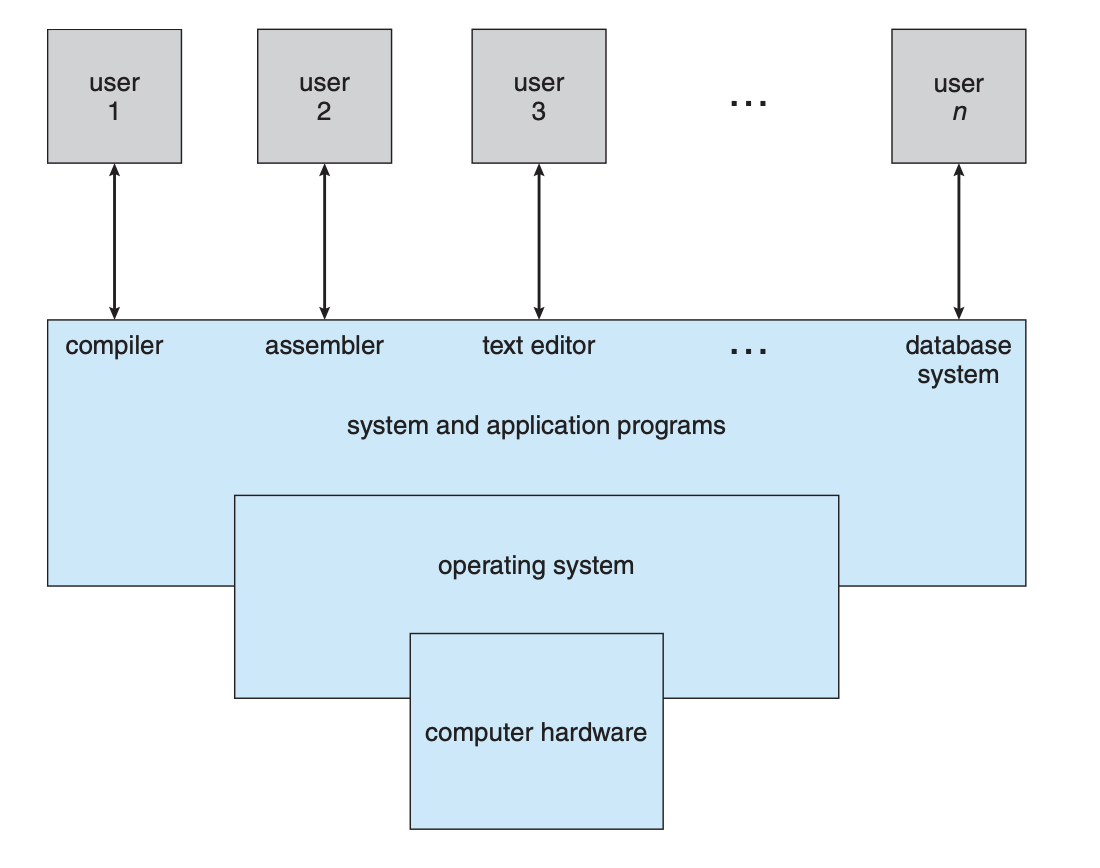 user
1
user
2
user
3
...
user
n
compiler
assembler
text editor
...
database
system
system and application programs
operating system
computer hardware